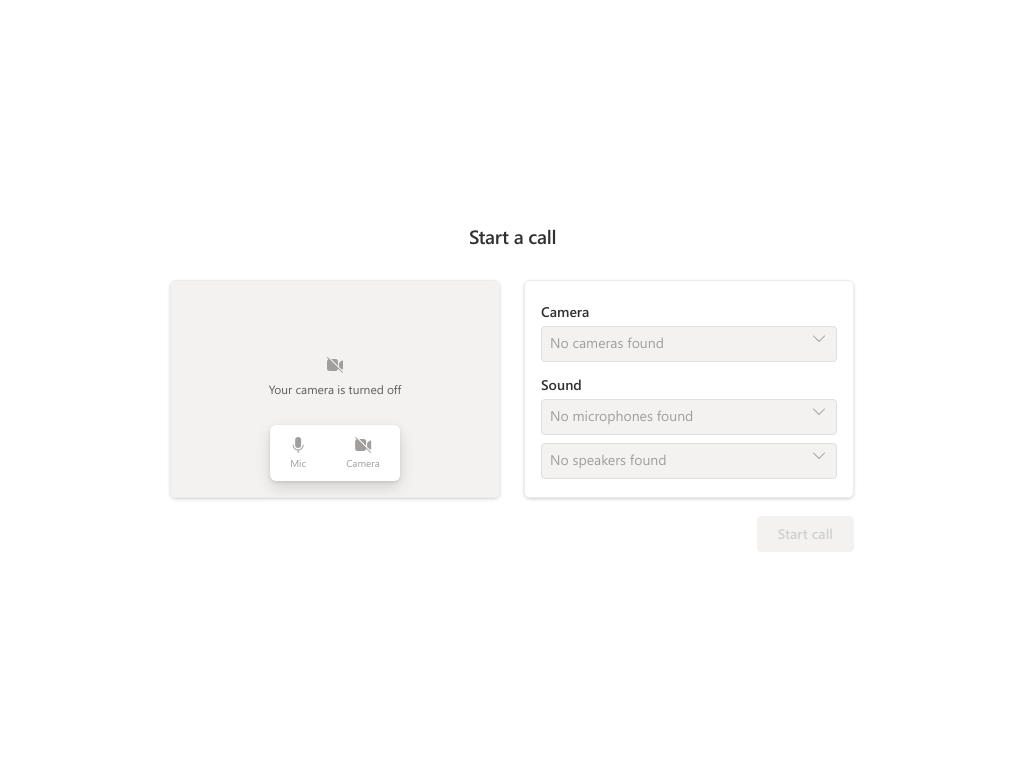 Start a call
Your camera is turned off
Mic
Camera
Camera
No cameras found
Sound
No microphones found
No speakers found
Start call